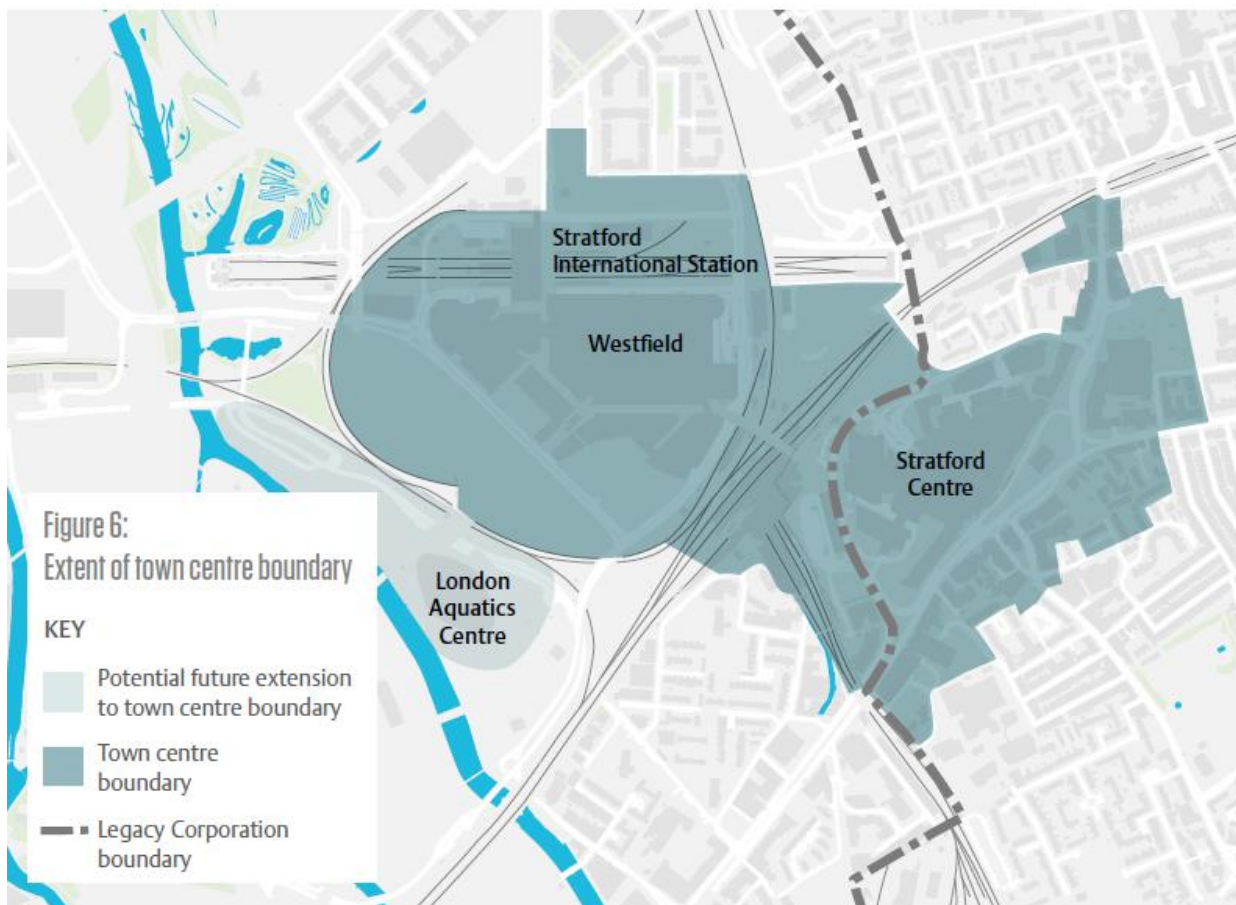 Stratford
International Station
Westfield
Stratford
Centre
London
Aquatics
Centre
Figure 6:
Extent of town centre boundary
KEY
Potential future extension
to town centre boundary
Town centre
boundary
Legacy Corporation
boundary